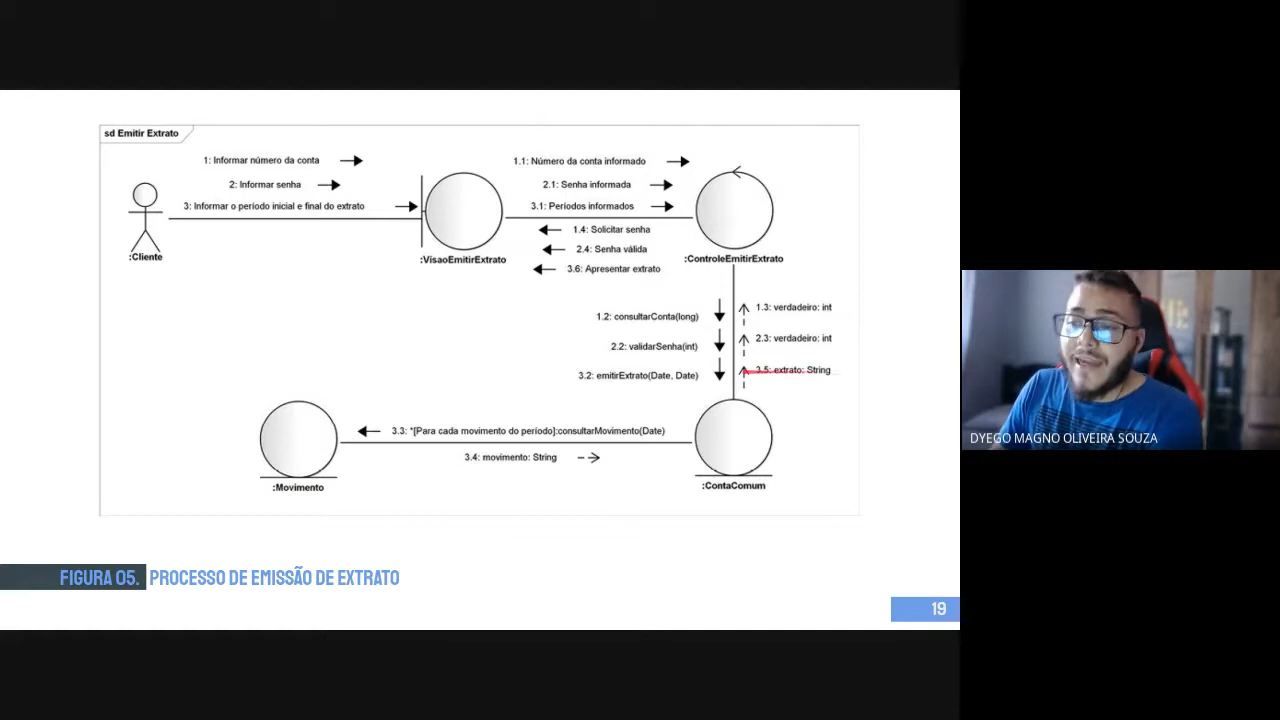 sd Emitir Extrato
1: Informar número da conta
2: Informar senha
3: Informar o período inicial e final do extrato
1.1: Número da conta informado
2.1: Senha informada
3.1: Períodos informados
1.4: Solicitar senha
2.4: Senha válida
3.6: Apresentar extrato
:Cliente
:VisaoEmitirExtrato
:ControleEmitirExtrato
1.2: consultarConta(long)
2.2: validarSenha(int)
3.2: emitirExtrato(Date, Date)
1.3: verdadeiro: int
2.3: verdadeiro: int
3.5: extrato: String
3.3: *[Para cada movimento do período]:consultarMovimento(Date)
3.4: movimento: String
:Movimento
:ContaComum
FIGURA 05. PROCESSO DE EMISSÃO DE EXTRATO
19
DYEGO MAGNO OLIVEIRA SOUZA